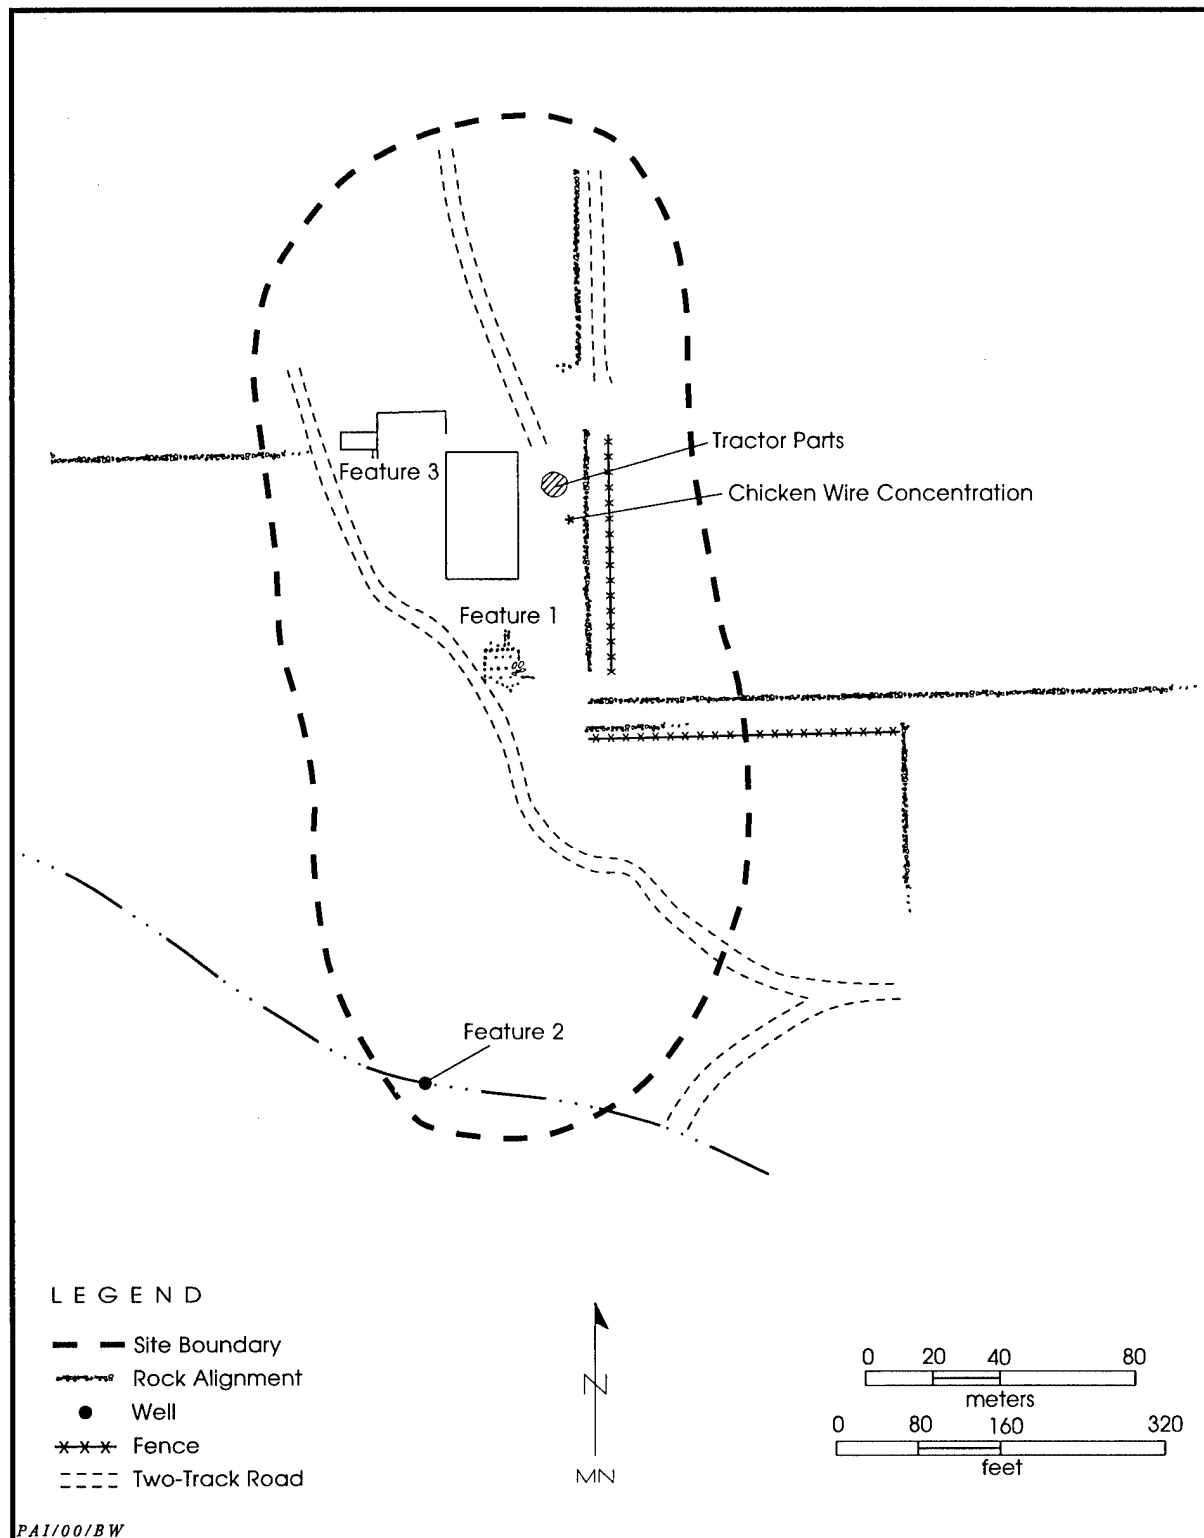 Tractor Parts
Feature 3
Chicken Wire Concentration
Feature 1
Feature 2
LEGEND
Site Boundary
Rock Alignment
Well
Fence
Two-Track Road
N
MN
0 20 40 80
meters
0 80 160 320
feet
PAI/00/BW